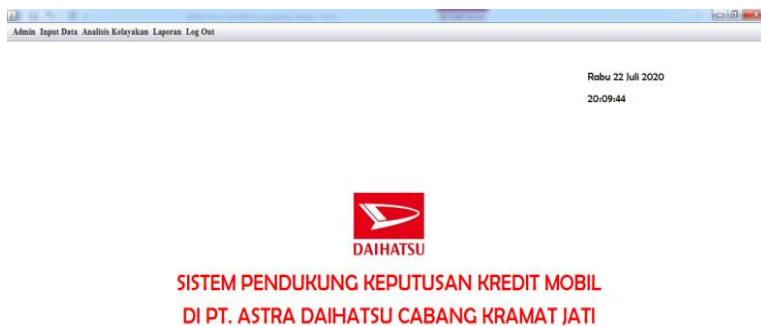 Admin Input Data Analisis Kelayakan Laporan Log Out
Rabu 22 Juli 2020
20:09:44
DAIHATSU
SISTEM PENDUKUNG KEPUTUSAN KREDIT MOBIL
DI PT. ASTRA DAIHATSU CABANG KRAMAT JATI